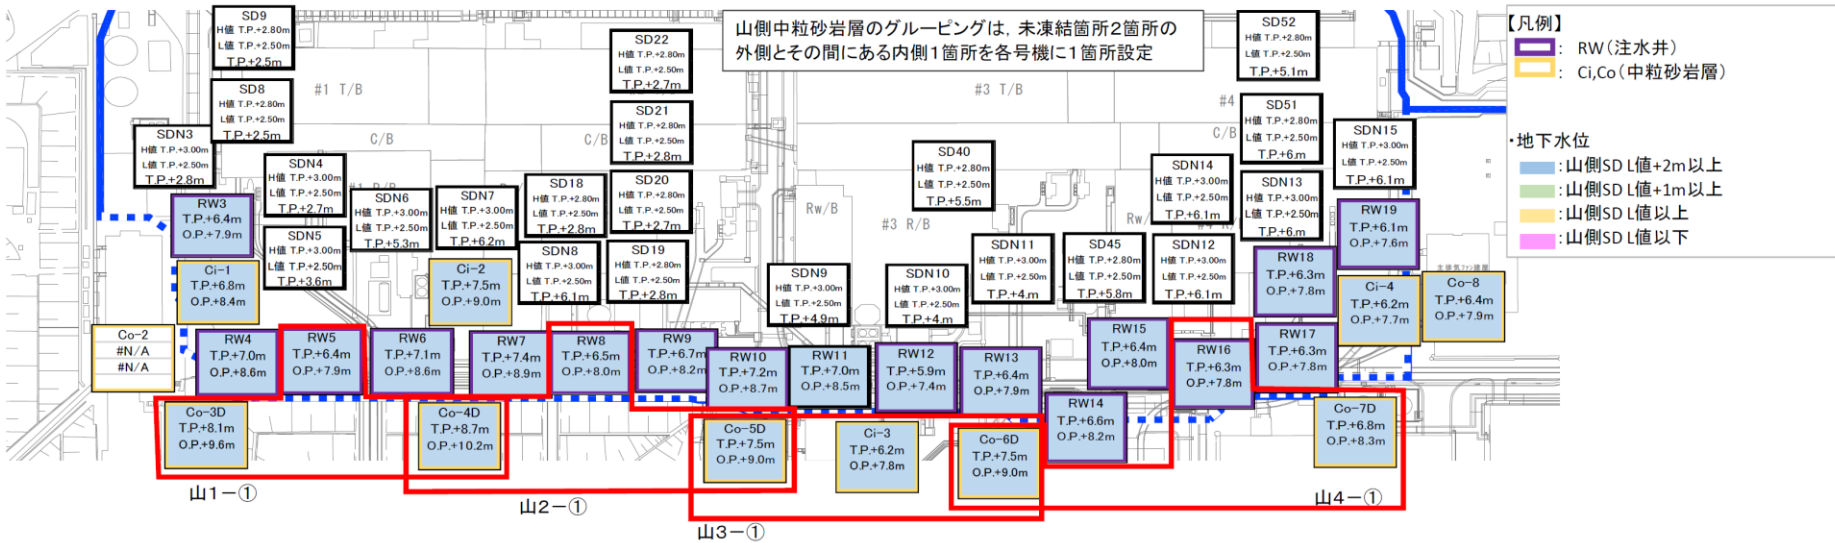 山側中粒砂岩層のグルーピングは，未凍結箇所2箇所の
外側とその間にある内側1箇所を各号機に1箇所設定
【凡例】
： RW（注水井）
： Ci,Co（中粒砂岩層）
・地下水位
：山側SD L値+2m以上
：山側SD L値+1m以上
：山側SD L値以上
：山側SD L値以下
SD9
H値 T.P.+2.80m
L値 T.P.+2.50m
T.P.+2.5m
SD8
H値 T.P.+2.80m
L値 T.P.+2.50m
T.P.+2.5m
SDN3
H値 T.P.+3.00m
L値 T.P.+2.50m
T.P.+2.8m
SDN4
H値 T.P.+3.00m
L値 T.P.+2.50m
T.P.+2.7m
SDN5
H値 T.P.+3.00m
L値 T.P.+2.50m
T.P.+3.6m
SDN6
H値 T.P.+3.00m
L値 T.P.+2.50m
T.P.+5.3m
SDN7
H値 T.P.+3.00m
L値 T.P.+2.50m
T.P.+6.2m
SD18
H値 T.P.+2.80m
L値 T.P.+2.50m
T.P.+2.8m
SDN8
H値 T.P.+3.00m
L値 T.P.+2.50m
T.P.+6.1m
SD22
H値 T.P.+2.80m
L値 T.P.+2.50m
T.P.+2.7m
SD21
H値 T.P.+2.80m
L値 T.P.+2.50m
T.P.+2.8m
SD20
H値 T.P.+2.80m
L値 T.P.+2.50m
T.P.+2.7m
SD19
H値 T.P.+2.80m
L値 T.P.+2.50m
T.P.+2.8m
SDN9
H値 T.P.+3.00m
L値 T.P.+2.50m
T.P.+4.9m
SD40
H値 T.P.+2.80m
L値 T.P.+2.50m
T.P.+5.5m
SDN10
H値 T.P.+3.00m
L値 T.P.+2.50m
T.P.+4.m
SDN11
H値 T.P.+3.00m
L値 T.P.+2.50m
T.P.+4.m
SD45
H値 T.P.+2.80m
L値 T.P.+2.50m
T.P.+5.8m
SDN14
H値 T.P.+3.00m
L値 T.P.+2.50m
T.P.+6.1m
SDN12
H値 T.P.+3.00m
L値 T.P.+2.50m
T.P.+6.1m
SD52
H値 T.P.+2.80m
L値 T.P.+2.50m
T.P.+5.1m
SD51
H値 T.P.+2.80m
L値 T.P.+2.50m
T.P.+6.m
SDN13
H値 T.P.+3.00m
L値 T.P.+2.50m
T.P.+6.m
SDN15
H値 T.P.+3.00m
L値 T.P.+2.50m
T.P.+6.1m
#1 T/B
C/B
C/B
#3 T/B
Rw/B
#3 R/B
#4
C/B
Rw/
主排気ファン建屋
RW3
T.P.+6.4m
O.P.+7.9m
Ci-1
T.P.+6.8m
O.P.+8.4m
Co-2
#N/A
#N/A
RW4
T.P.+7.0m
O.P.+8.6m
RW5
T.P.+6.4m
O.P.+7.9m
RW6
T.P.+7.1m
O.P.+8.6m
Ci-2
T.P.+7.5m
O.P.+9.0m
RW7
T.P.+7.4m
O.P.+8.9m
RW8
T.P.+6.5m
O.P.+8.0m
RW9
T.P.+6.7m
O.P.+8.2m
RW10
T.P.+7.2m
O.P.+8.7m
RW11
T.P.+7.0m
O.P.+8.5m
RW12
T.P.+5.9m
O.P.+7.4m
RW13
T.P.+6.4m
O.P.+7.9m
RW14
T.P.+6.6m
O.P.+8.2m
RW15
T.P.+6.4m
O.P.+8.0m
RW16
T.P.+6.3m
O.P.+7.8m
RW17
T.P.+6.3m
O.P.+7.8m
RW18
T.P.+6.3m
O.P.+7.8m
RW19
T.P.+6.1m
O.P.+7.6m
Ci-4
T.P.+6.2m
O.P.+7.7m
Co-8
T.P.+6.4m
O.P.+7.9m
Co-3D
T.P.+8.1m
O.P.+9.6m
Co-4D
T.P.+8.7m
O.P.+10.2m
Co-5D
T.P.+7.5m
O.P.+9.0m
Ci-3
T.P.+6.2m
O.P.+7.8m
Co-6D
T.P.+7.5m
O.P.+9.0m
Co-7D
T.P.+6.8m
O.P.+8.3m
山1－①
山2－①
山3－①
山4－①